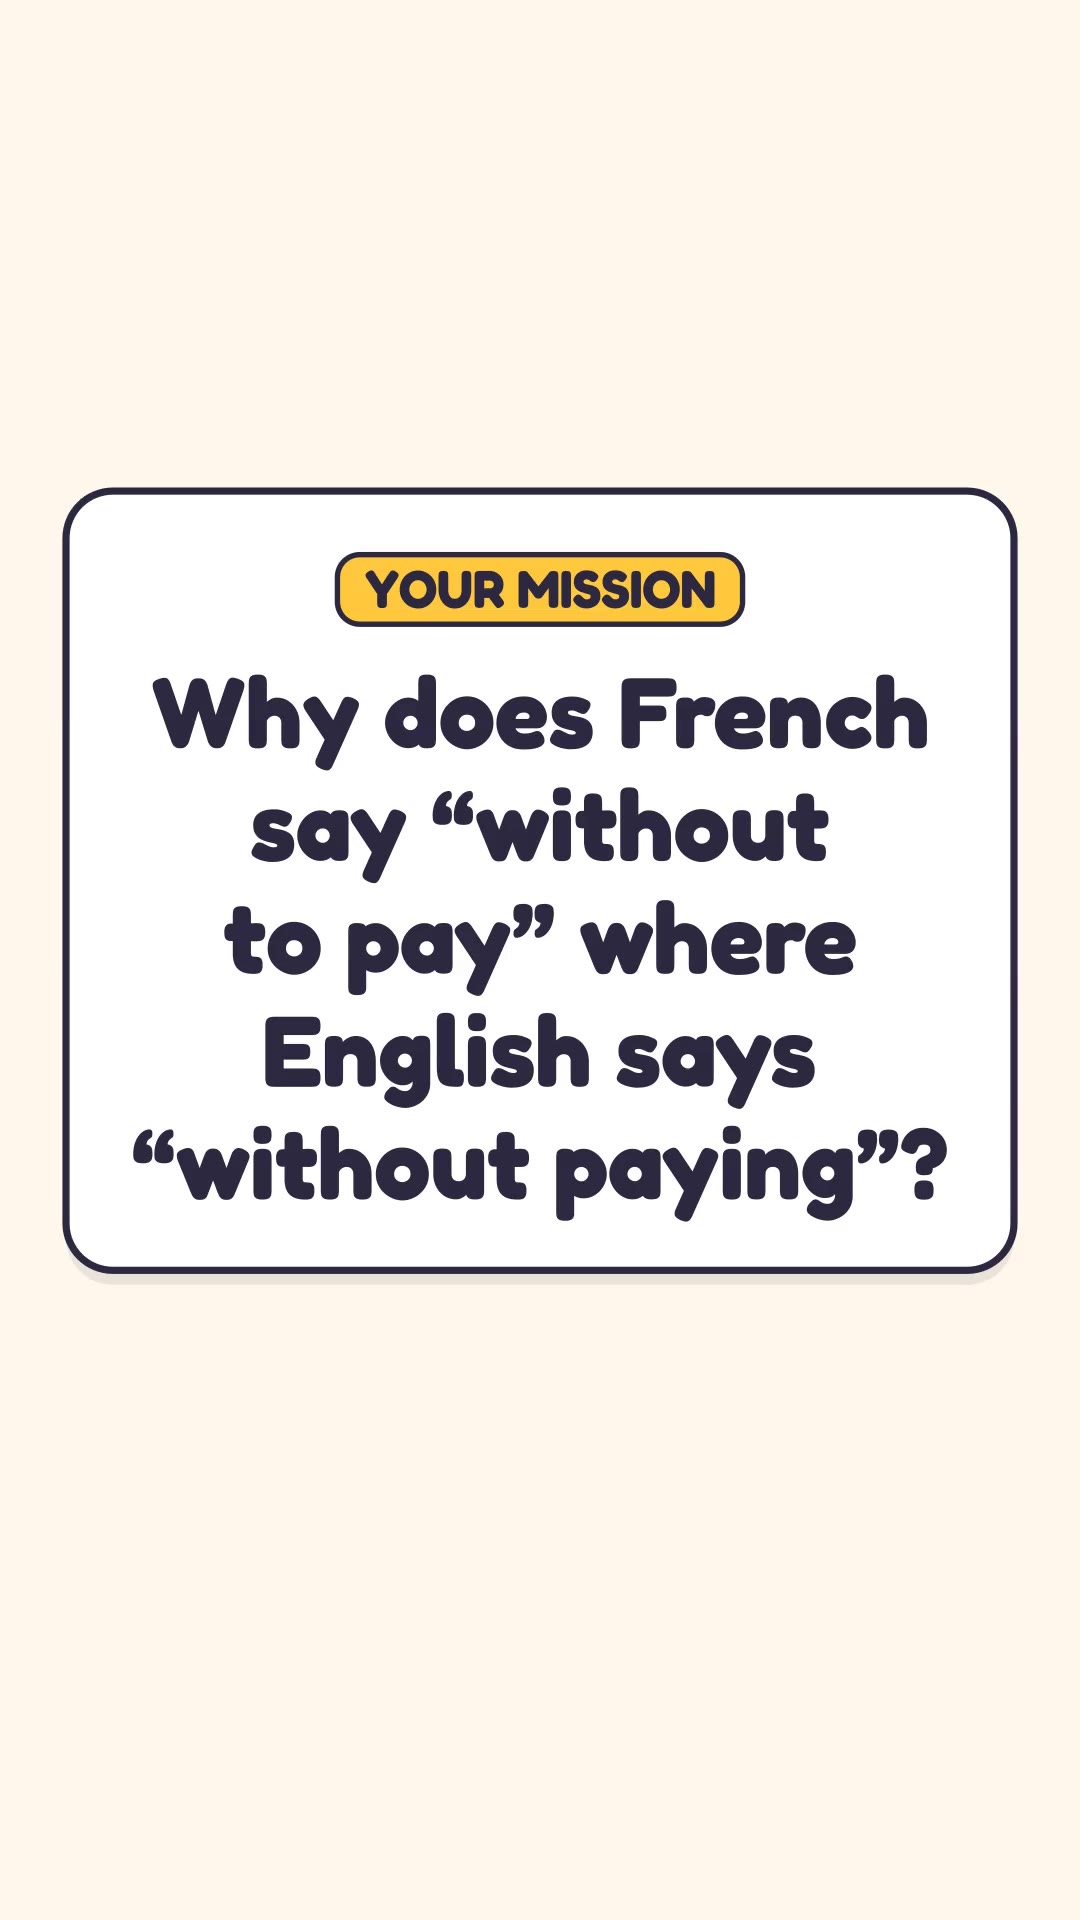 YOUR MISSION
Why does French
say “without
to pay” where
English says
“without paying”?